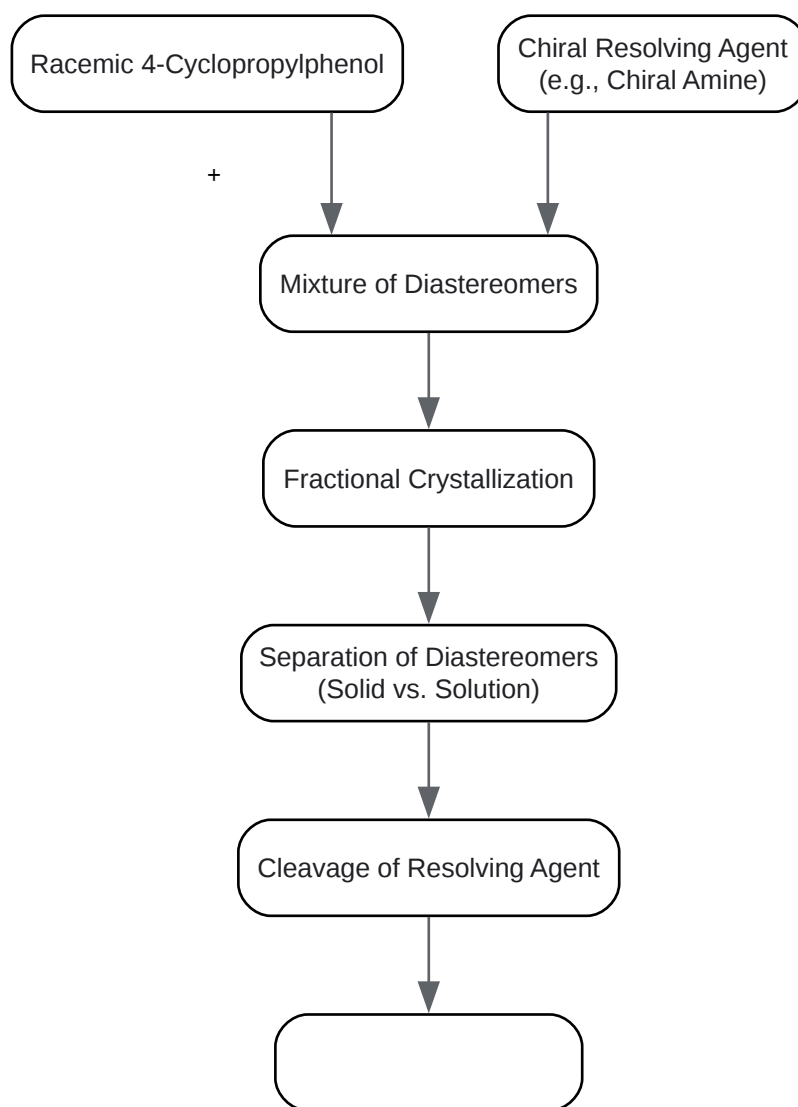 Racemic 4-Cyclopropylphenol
Chiral Resolving Agent
(e.g., Chiral Amine)
+
Mixture of Diastereomers
Fractional Crystallization
Separation of Diastereomers
(Solid vs. Solution)
Cleavage of Resolving Agent